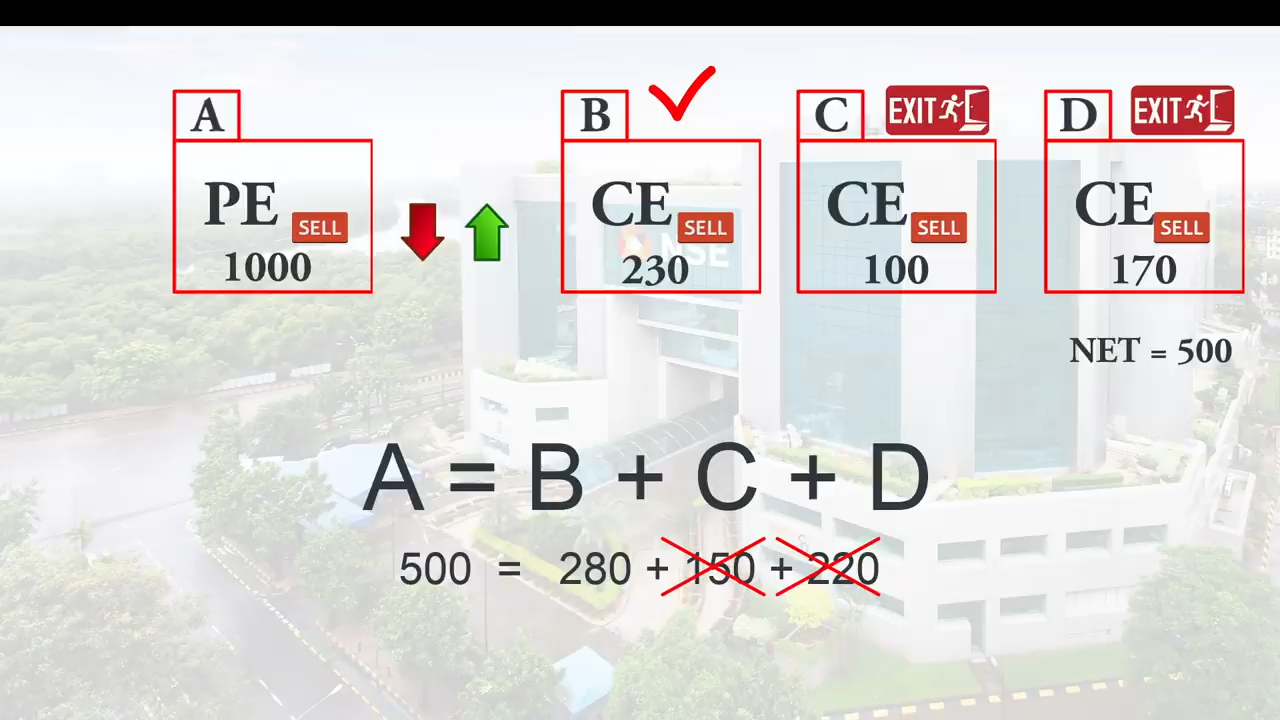 A
B
C
EXIT
D
EXIT
PE
SELL
1000
CE
SELL
230
CE
SELL
100
CE
SELL
170
NSE
NET = 500
A = B + C + D
500 = 280 + 150 + 220